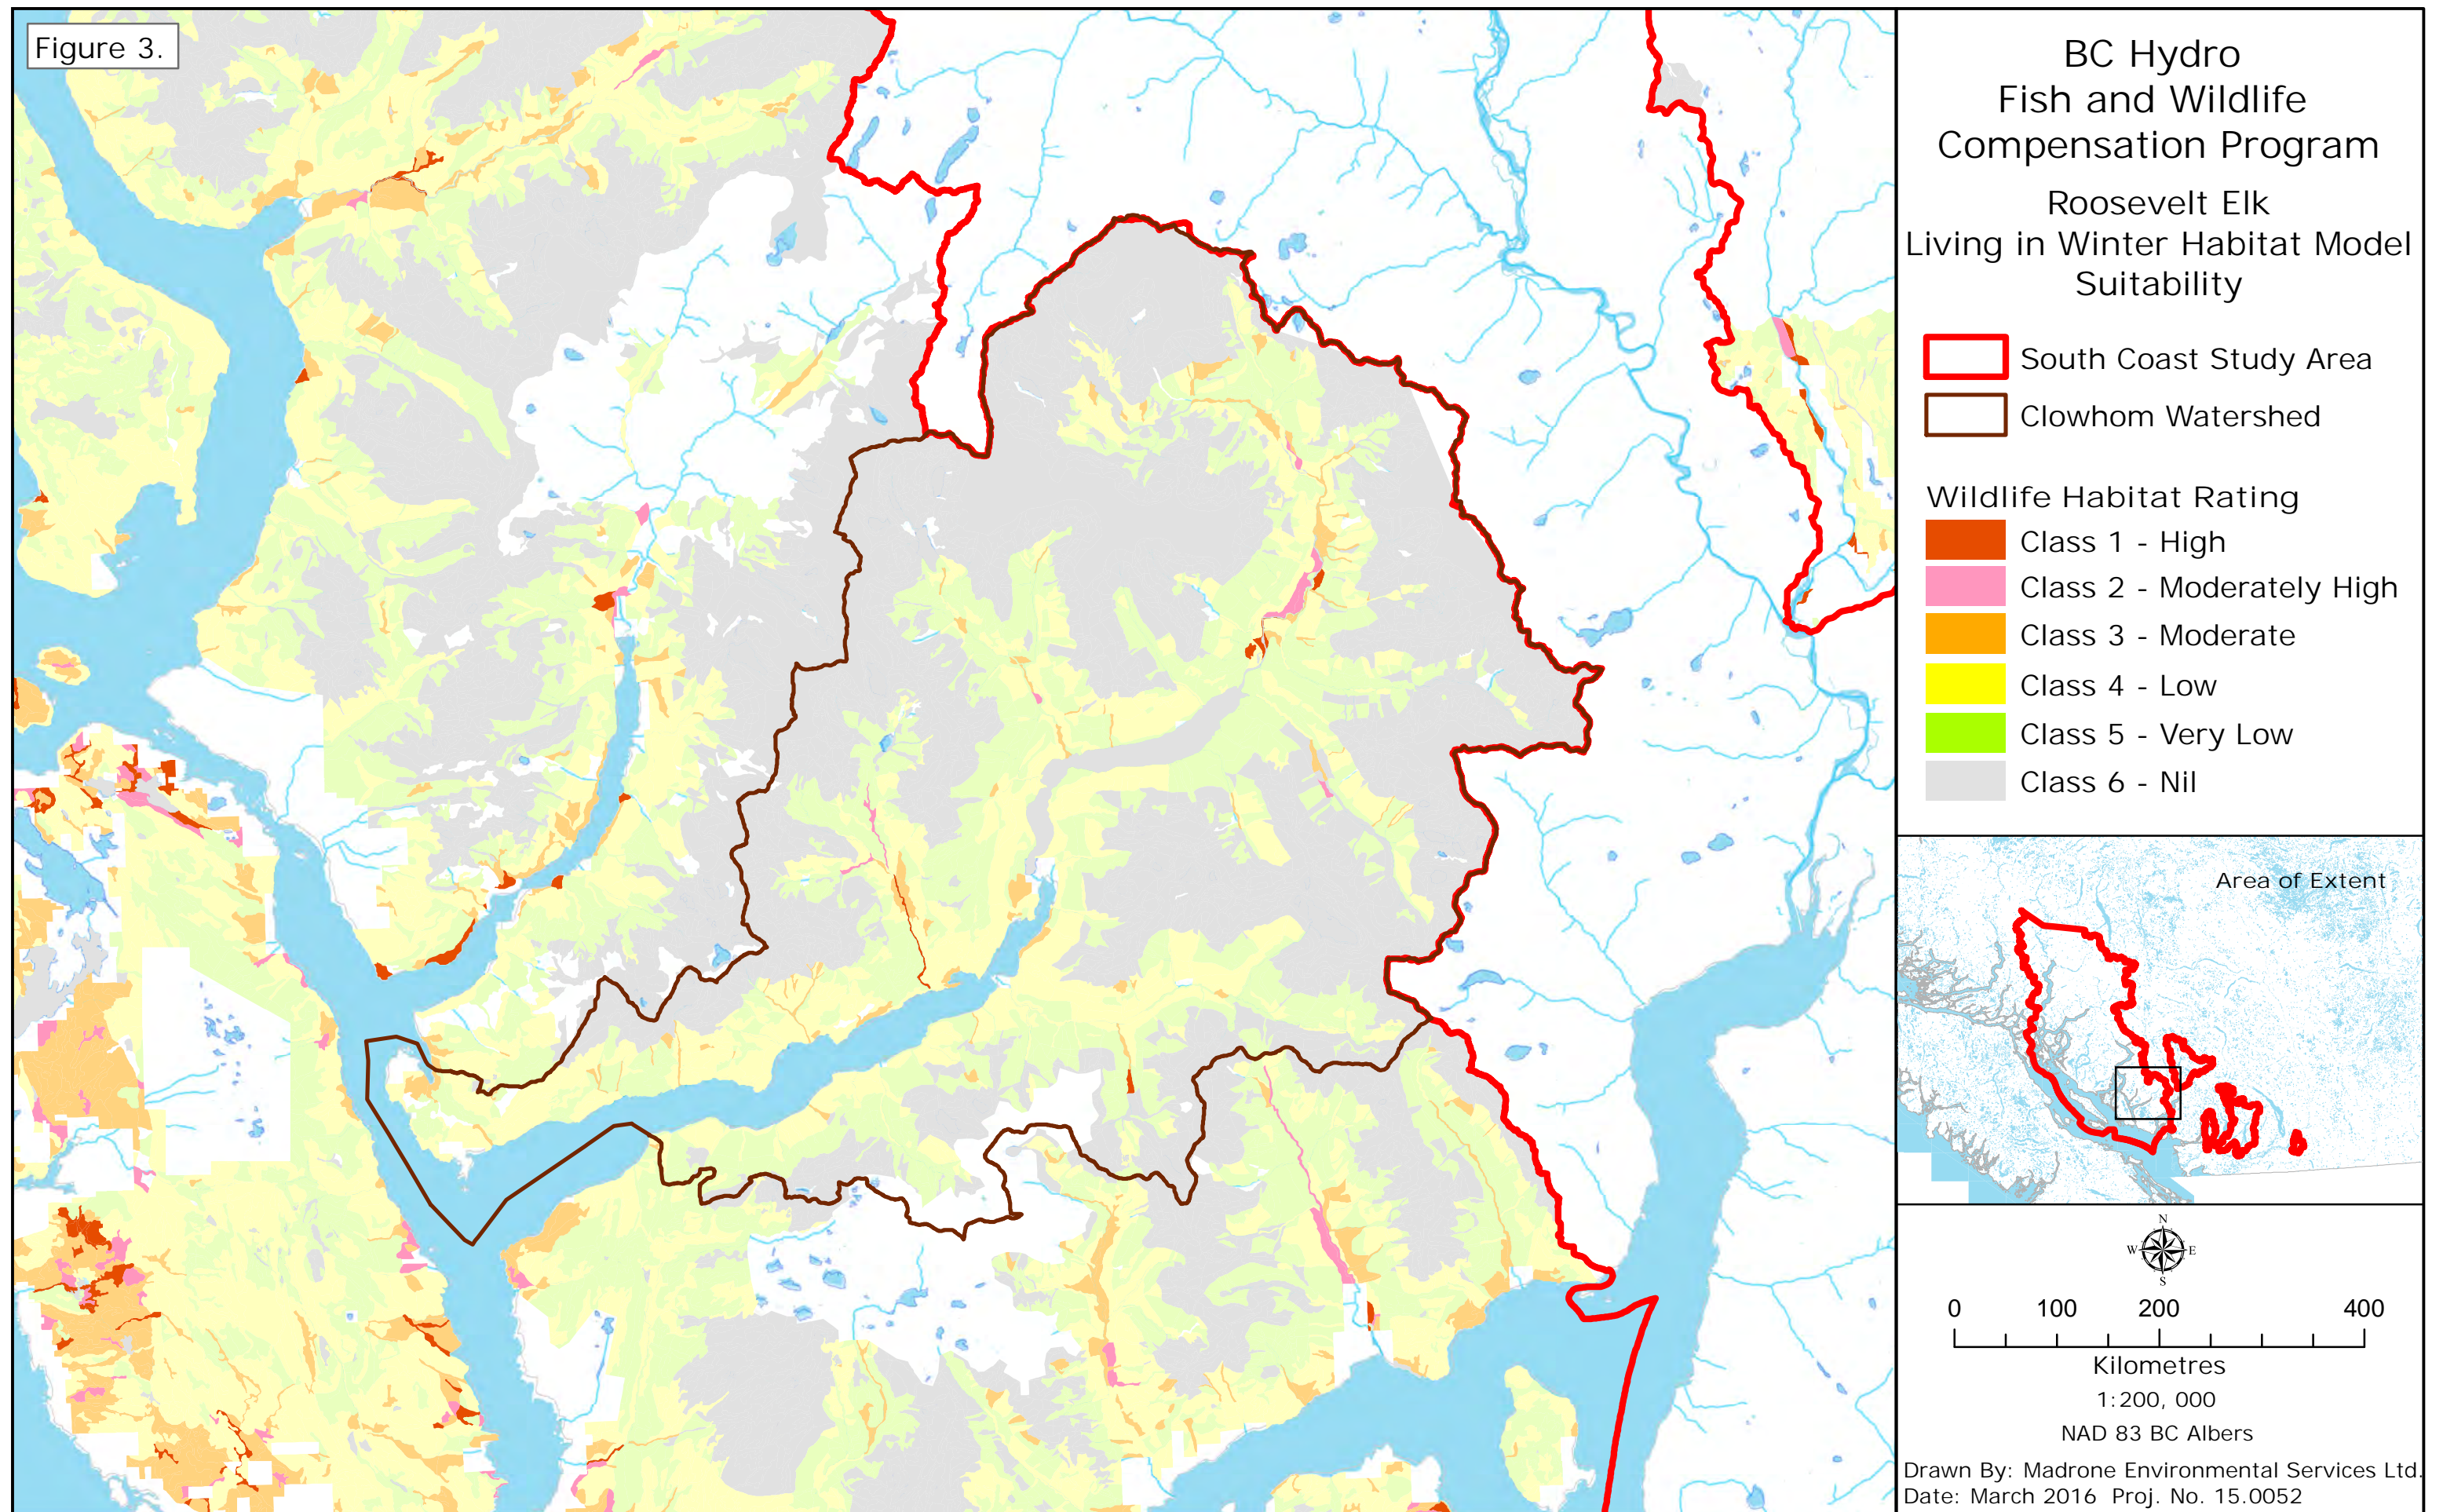 Figure 3.
BC Hydro
Fish and Wildlife
Compensation Program
Roosevelt Elk
Living in Winter Habitat Model
Suitability
South Coast Study Area
Clowhom Watershed
Wildlife Habitat Rating
Class 1 - High
Class 2 - Moderately High
Class 3 - Moderate
Class 4 - Low
Class 5 - Very Low
Class 6 - Nil
Area of Extent
N
W E
S
0 100 200 400
Kilometres
1:200, 000
NAD 83 BC Albers
Drawn By: Madrone Environmental Services Ltd.
Date: March 2016 Proj. No. 15.0052